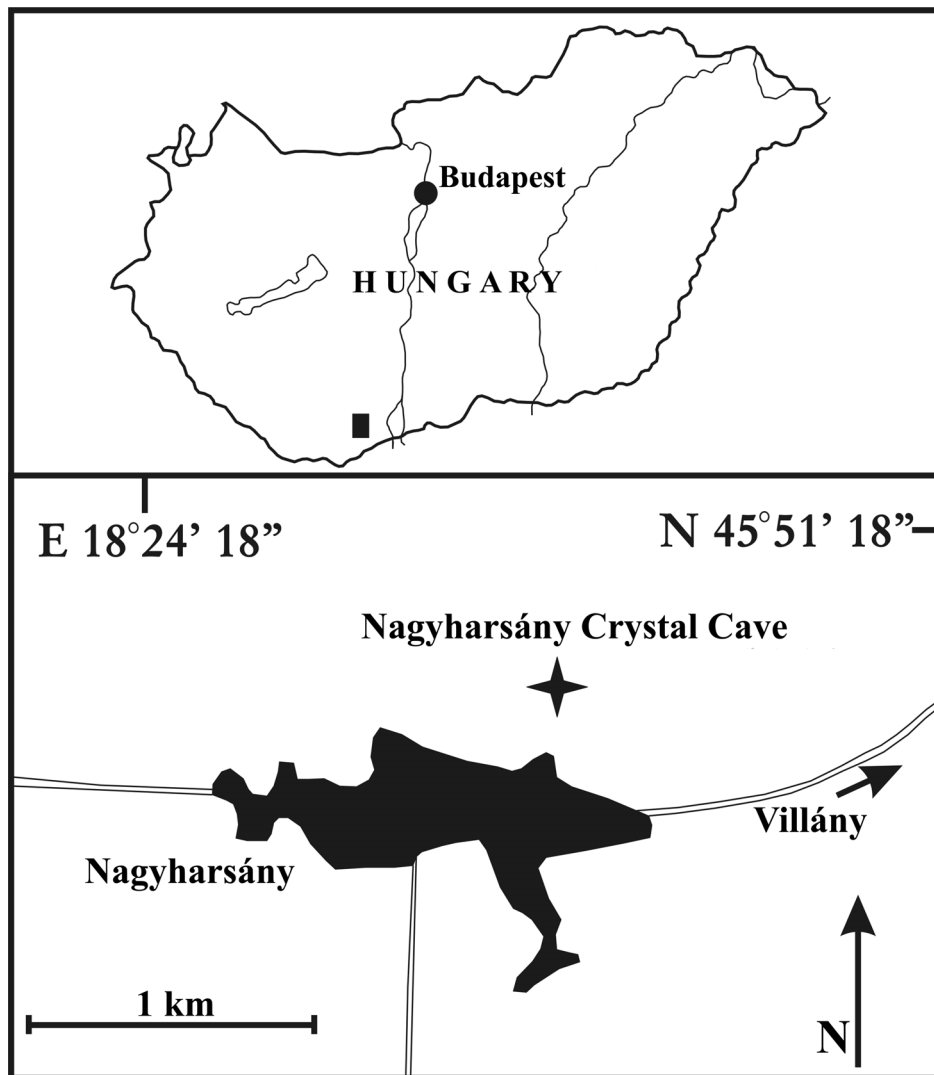 Budapest
HUNGARY
E 18°24’ 18”
N 45°51’ 18”
Nagyharsány Crystal Cave
Villány
Nagyharsány
1 km
N